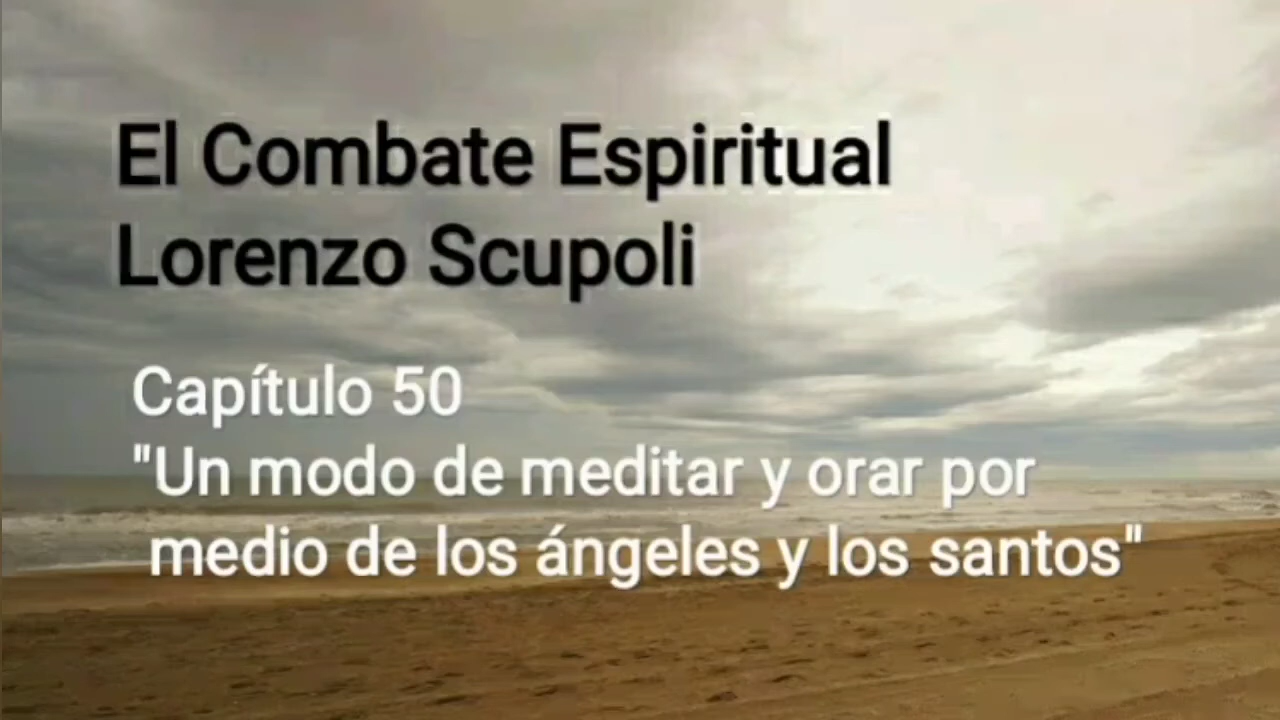 El Combate Espiritual
Lorenzo Scupoli
Capítulo 50
"Un modo de meditar y orar por
medio de los ángeles y los santos"